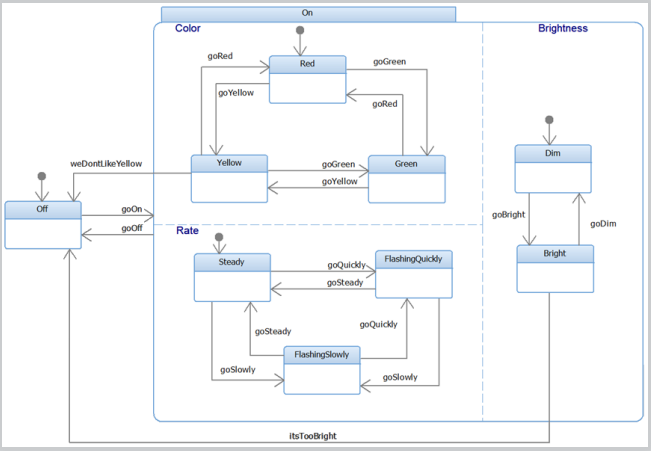 On
Color
Brightness
goRed
Red
goGreen
goYellow
goRed
Dim
weDontLikeYellow
Yellow
goGreen
Green
goYellow
Off
goOn
goBright
goDim
goOff
Rate
Steady
goQuickly
FlashingQuickly
Bright
goSteady
goSteady
goQuickly
FlashingSlowly
goSlowly
goSlowly
itsTooBright